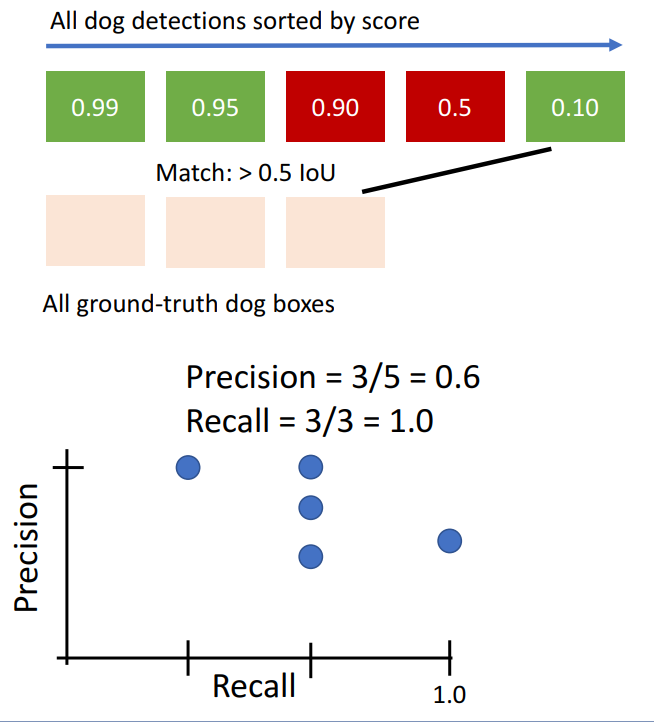 All dog detections sorted by score
0.99 0.95 0.90 0.5 0.10
Match: > 0.5 IoU
All ground-truth dog boxes
Precision = 3/5 = 0.6
Recall = 3/3 = 1.0
Precision
Recall
1.0